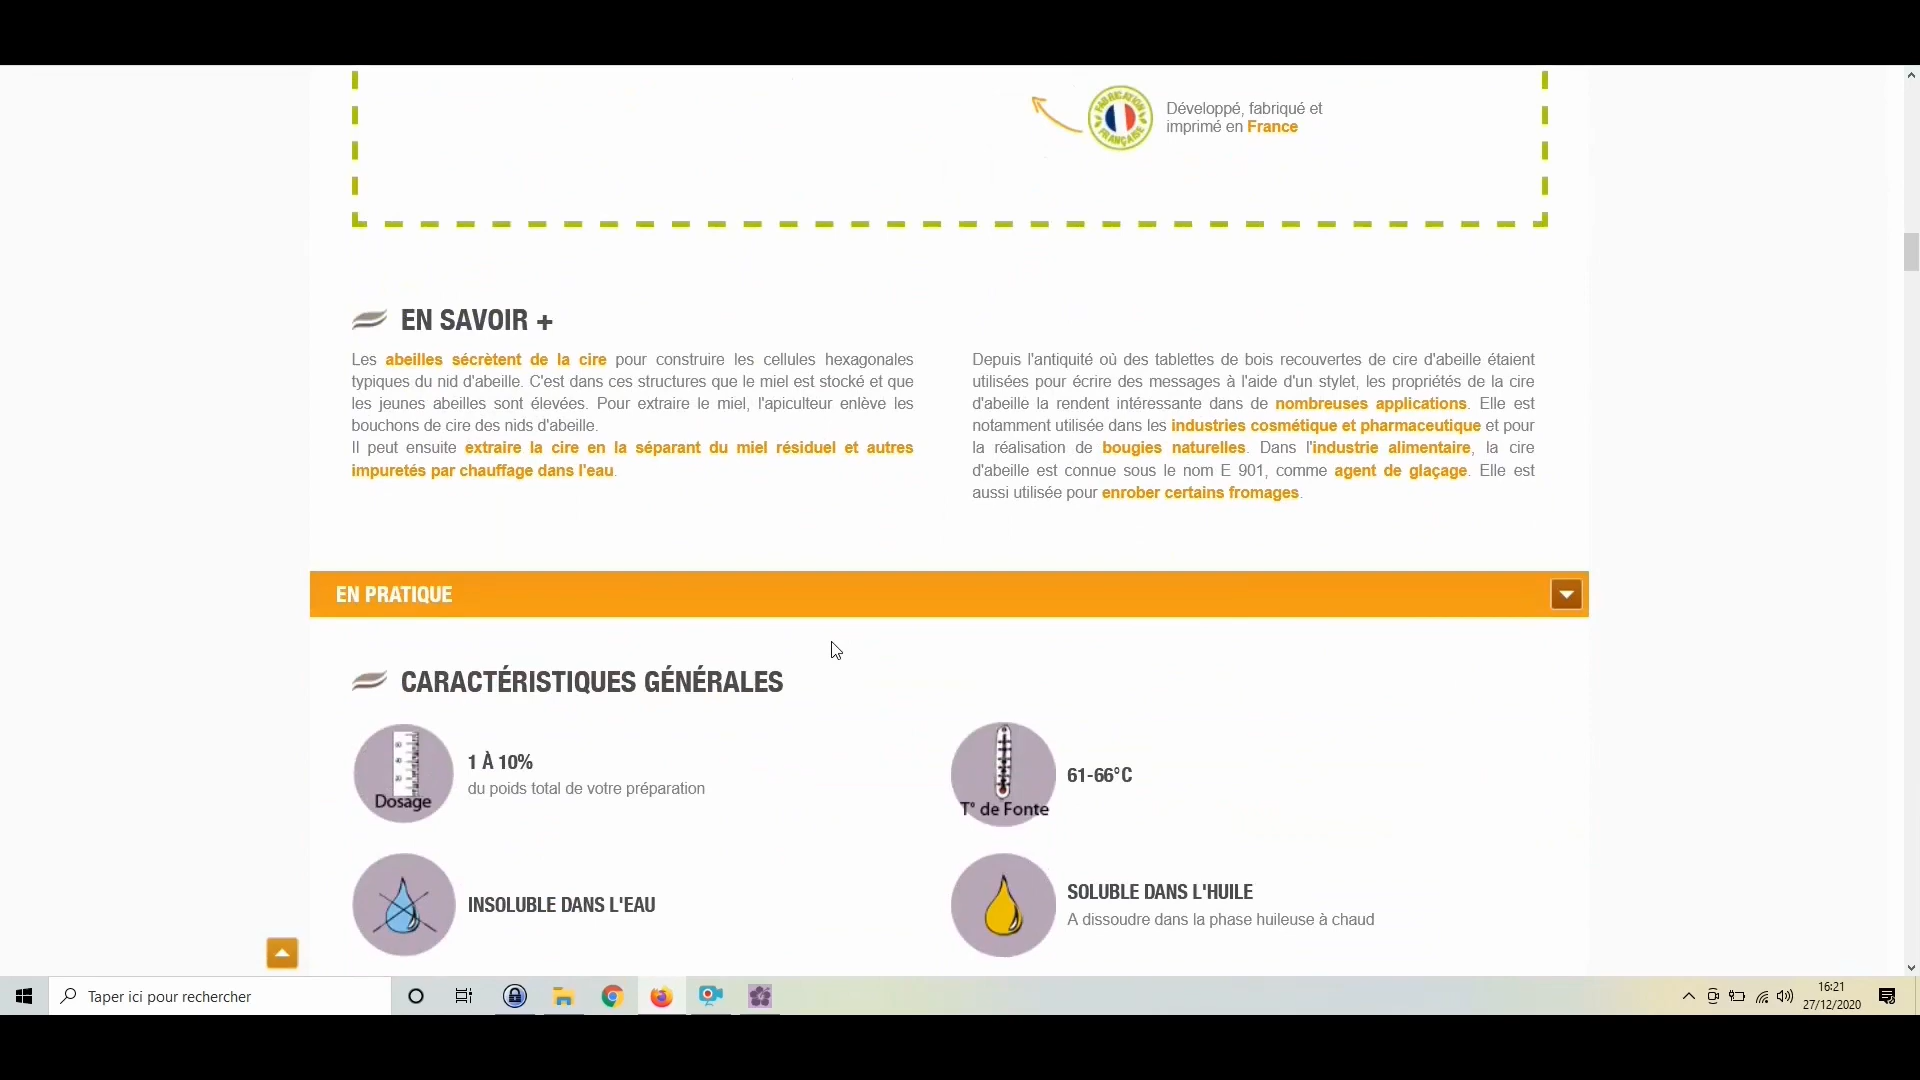 FABRICATION
FRANÇAISE
Développé, fabriqué et
imprimé en France
EN SAVOIR +
Les abeilles sécrètent de la cire pour construire les cellules hexagonales
typiques du nid d'abeille. C'est dans ces structures que le miel est stocké et que
les jeunes abeilles sont élevées. Pour extraire le miel, l'apiculteur enlève les
bouchons de cire des nids d'abeille.
Il peut ensuite extraire la cire en la séparant du miel résiduel et autres
impuretés par chauffage dans l'eau.
Depuis l'antiquité où des tablettes de bois recouvertes de cire d'abeille étaient
utilisées pour écrire des messages à l'aide d'un stylet, les propriétés de la cire
d'abeille la rendent intéressante dans de nombreuses applications. Elle est
notamment utilisée dans les industries cosmétique et pharmaceutique et pour
la réalisation de bougies naturelles. Dans l'industrie alimentaire, la cire
d'abeille est connue sous le nom E 901, comme agent de glaçage. Elle est
aussi utilisée pour enrober certains fromages.
EN PRATIQUE
CARACTÉRISTIQUES GÉNÉRALES
Dosage
1 À 10%
du poids total de votre préparation
T° de Fonte
61-66°C
INSOLUBLE DANS L'EAU
SOLUBLE DANS L'HUILE
A dissoudre dans la phase huileuse à chaud
Taper ici pour rechercher
16:21
27/12/2020